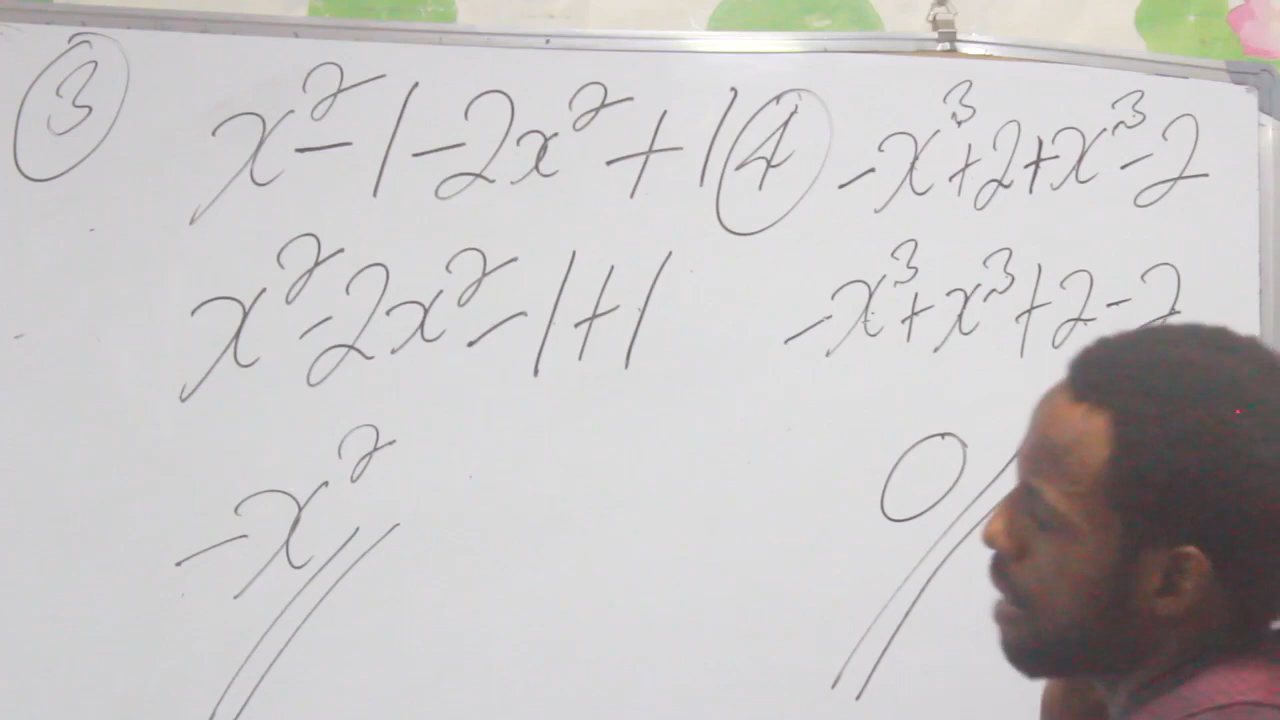 ③ x² - 1 - 2x² + 1
x² - 2x² - 1 + 1
-x²
④ -x³ + 2 + x³ - 2
-x³ + x³ + 2 - 2
0